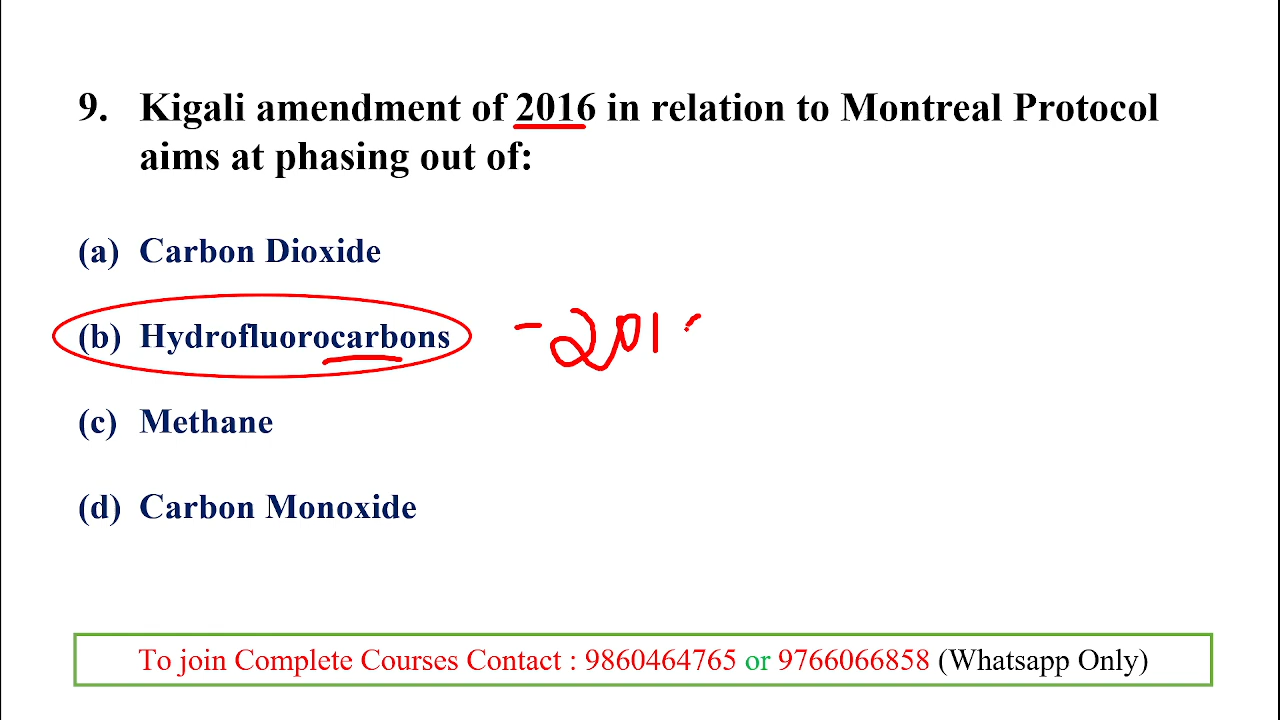 9. Kigali amendment of 2016 in relation to Montreal Protocol
aims at phasing out of:
(a) Carbon Dioxide
(b) Hydrofluorocarbons - 201
(c) Methane
(d) Carbon Monoxide
To join Complete Courses Contact : 9860464765 or 9766066858 (Whatsapp Only)